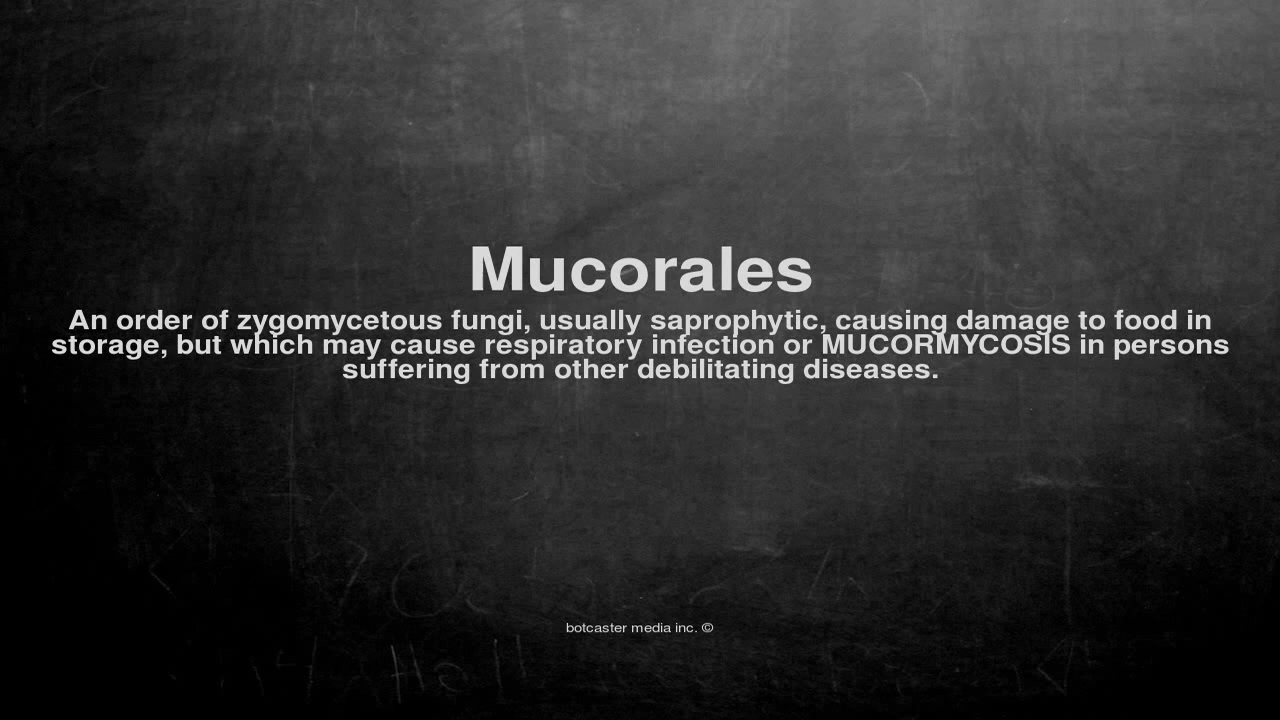 Mucorales
An order of zygomycetous fungi, usually saprophytic, causing damage to food in
storage, but which may cause respiratory infection or MUCORMYCOSIS in persons
suffering from other debilitating diseases.
botcaster media inc. ©